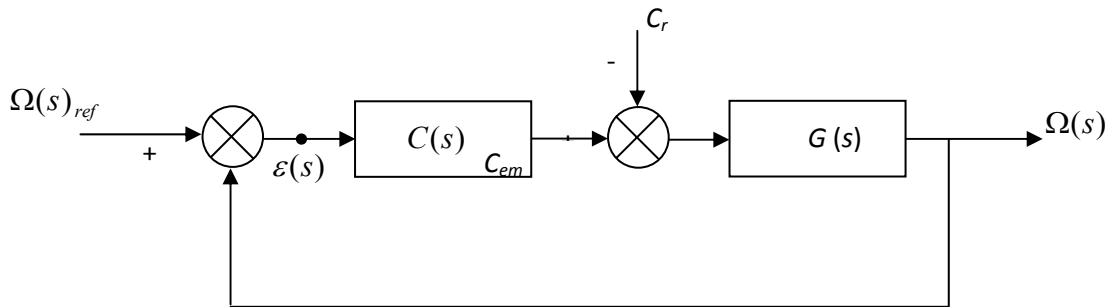 C_r
-
Ω(s)_ref
+
ε(s)
C(s)
C_em
G (s)
Ω(s)